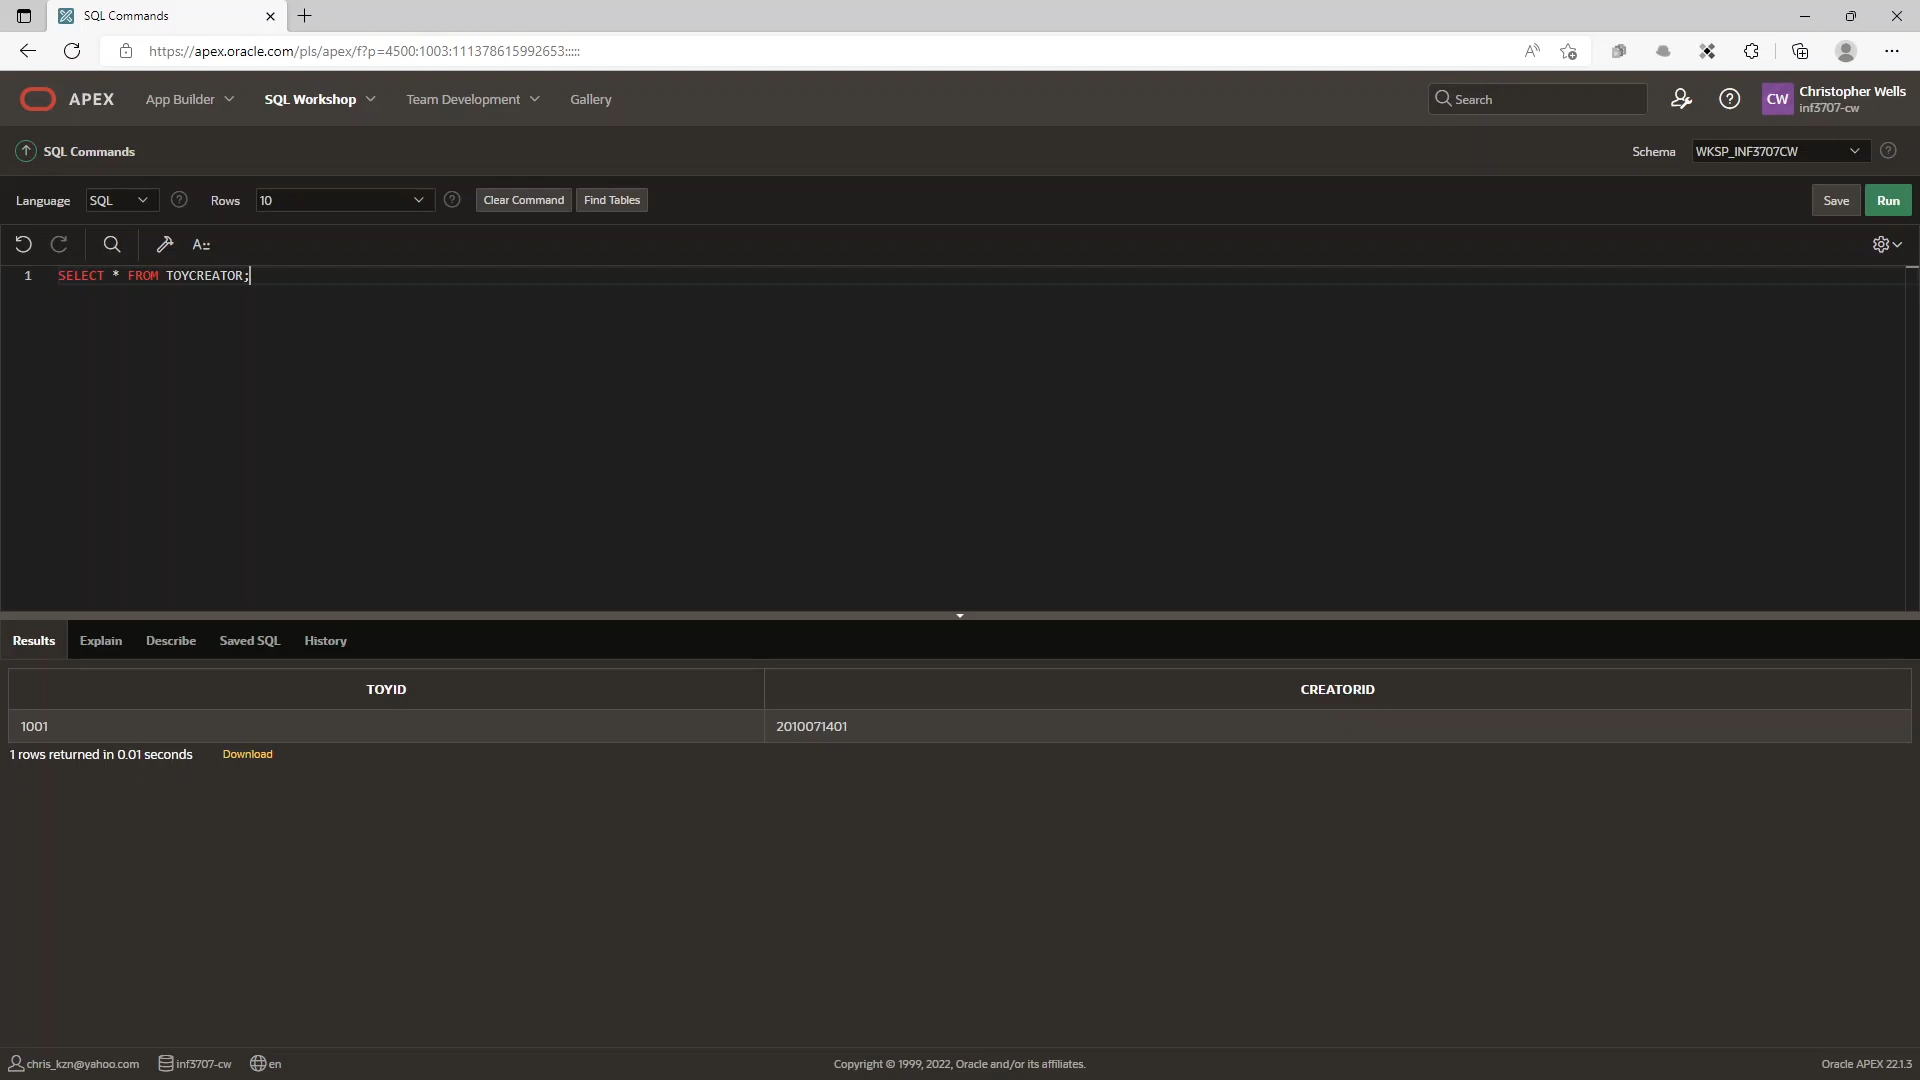 SQL Commands
https://apex.oracle.com/pls/apex/f?p=4500:1003:111378615992653:::::
APEX App Builder SQL Workshop Team Development Gallery Search CW Christopher Wells
inf3707-cw
SQL Commands Schema WKSP_INF3707CW
Language SQL Rows 10 Clear Command Find Tables Save Run
1 SELECT * FROM TOYCREATOR;
Results Explain Describe Saved SQL History
TOYID CREATORID
1001 2010071401
1 rows returned in 0.01 seconds Download
chris_kzn@yahoo.com inf3707-cw en Copyright © 1999, 2022, Oracle and/or its affiliates. Oracle APEX 22.1.3